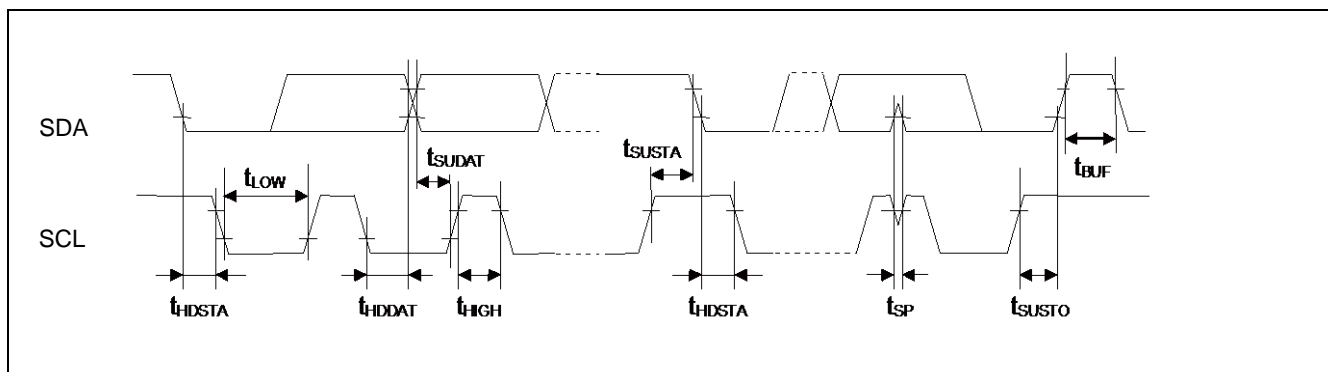 SDA
tSUDAT
tSUSTA
tBUF
tLOW
SCL
tHDSTA
tHDDAT
tHIGH
tHDSTA
tSP
tSUSTO